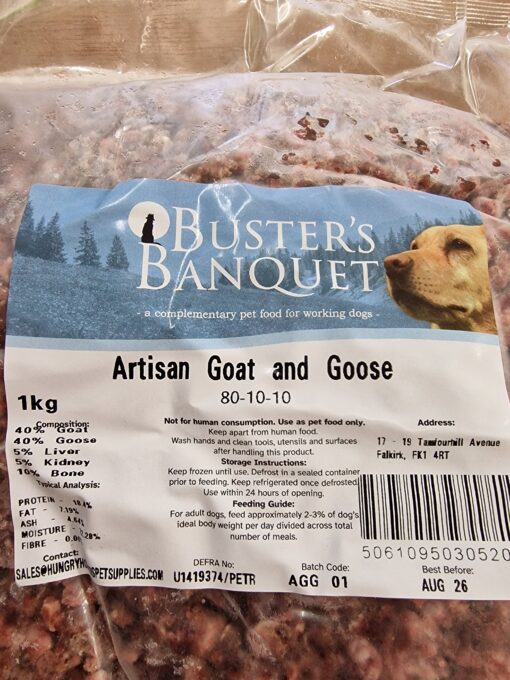 BUSTER'S
BANQUET
- a complementary pet food for working dogs -
Artisan Goat and Goose
80-10-10
1kg
Composition:
40% Goat
40% Goose
5% Liver
5% Kidney
10% Bone
Typical Analysis:
PROTEIN -
FAT - 7.19%
ASH -
MOISTURE -
FIBRE -
Contact:
Not for human consumption. Use as pet food only.
Keep apart from human food.
Wash hands and clean tools, utensils and surfaces
after handling this product.
Storage Instructions:
Keep frozen until use. Defrost in a sealed container
prior to feeding. Keep refrigerated once defrosted.
Use within 24 hours of opening.
Feeding Guide:
For adult dogs, feed approximately 2-3% of dog's
ideal body weight per day divided across total
number of meals.
DEFRA No:
U1419374/PETR
Batch Code:
AGG 01
Address:
17 - 19 Tamfourhill Avenue
Falkirk, FK1 4RT
5061095030520
Best Before:
AUG 26